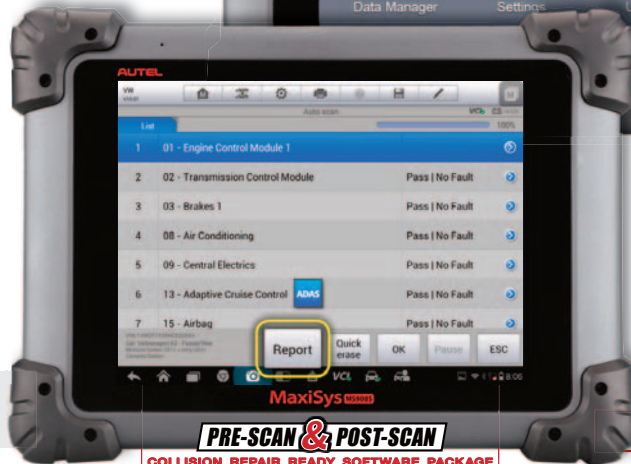 Data Manager Settings
AUTEL
VW
M
Auto scan
VCI
List 100%
1 01 - Engine Control Module 1
2 02 - Transmission Control Module Pass | No Fault
3 03 - Brakes 1 Pass | No Fault
4 08 - Air Conditioning Pass | No Fault
5 09 - Central Electrics Pass | No Fault
6 13 - Adaptive Cruise Control ADAS Pass | No Fault
7 15 - Airbag Pass | No Fault
Report Quick erase OK Pause ESC
VCI 8:06
MaxiSys MS908S
PRE-SCAN & POST-SCAN
COLLISION REPAIR READY SOFTWARE PACKAGE